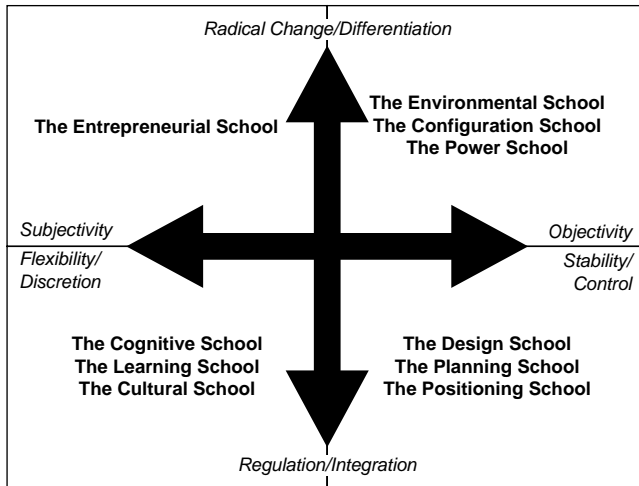 Radical Change/Differentiation
The Entrepreneurial School
The Environmental School
The Configuration School
The Power School
Subjectivity
Objectivity
Flexibility/
Discretion
Stability/
Control
The Cognitive School
The Learning School
The Cultural School
The Design School
The Planning School
The Positioning School
Regulation/Integration